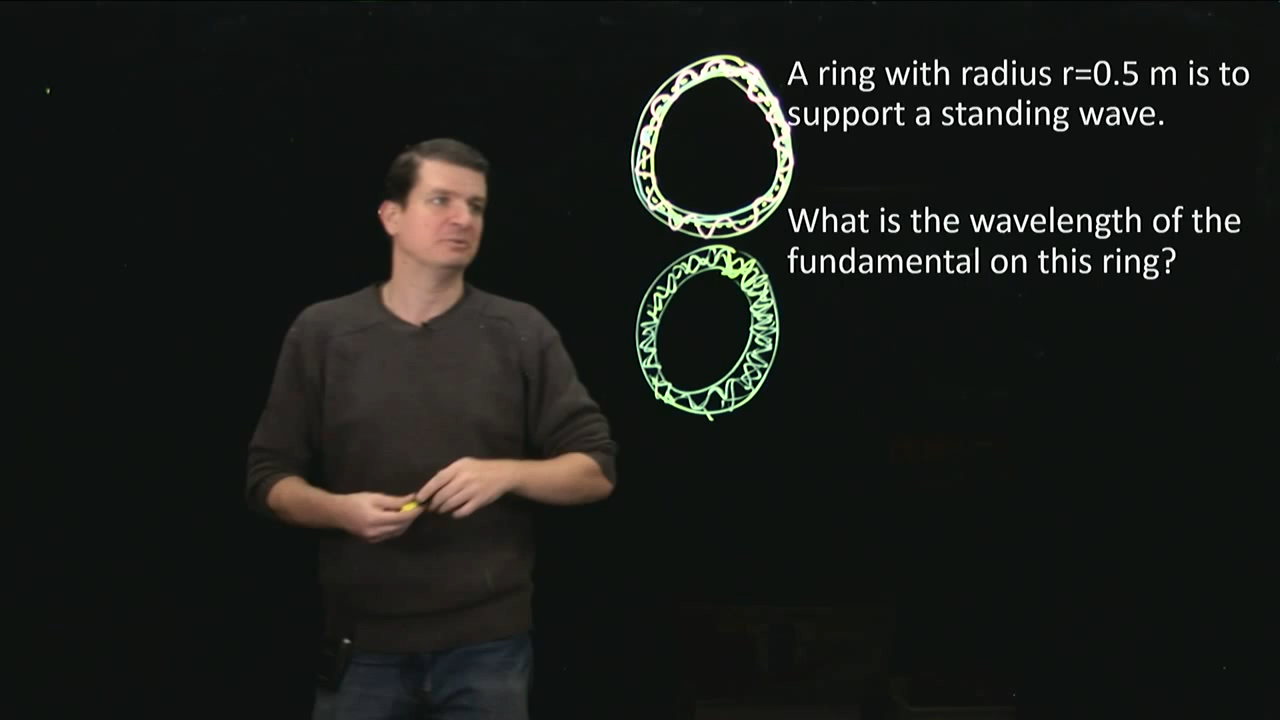 A ring with radius r=0.5 m is to
support a standing wave.
What is the wavelength of the
fundamental on this ring?